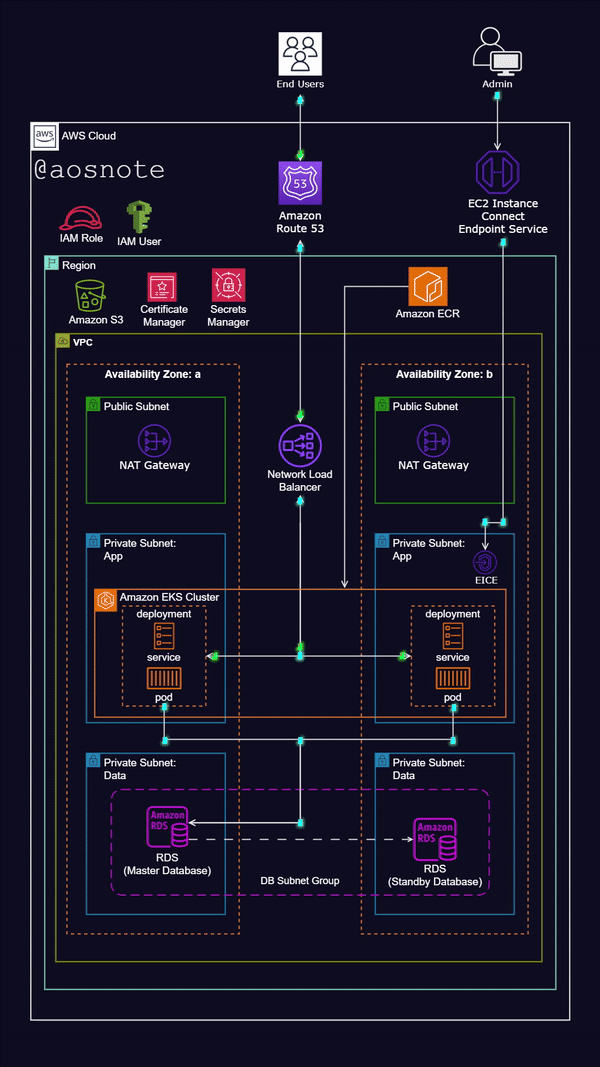 End Users
Admin
aws
AWS Cloud
@aosnote
53
Amazon
Route 53
EC2 Instance
Connect
Endpoint Service
IAM Role
IAM User
Region
Amazon S3
Certificate
Manager
Secrets
Manager
Amazon ECR
VPC
Availability Zone: a
Availability Zone: b
Public Subnet
NAT Gateway
Public Subnet
NAT Gateway
Network Load
Balancer
Private Subnet:
App
Private Subnet:
App
EICE
Amazon EKS Cluster
deployment
service
pod
deployment
service
pod
Private Subnet:
Data
Private Subnet:
Data
Amazon
RDS
RDS
(Master Database)
Amazon
RDS
RDS
(Standby Database)
DB Subnet Group